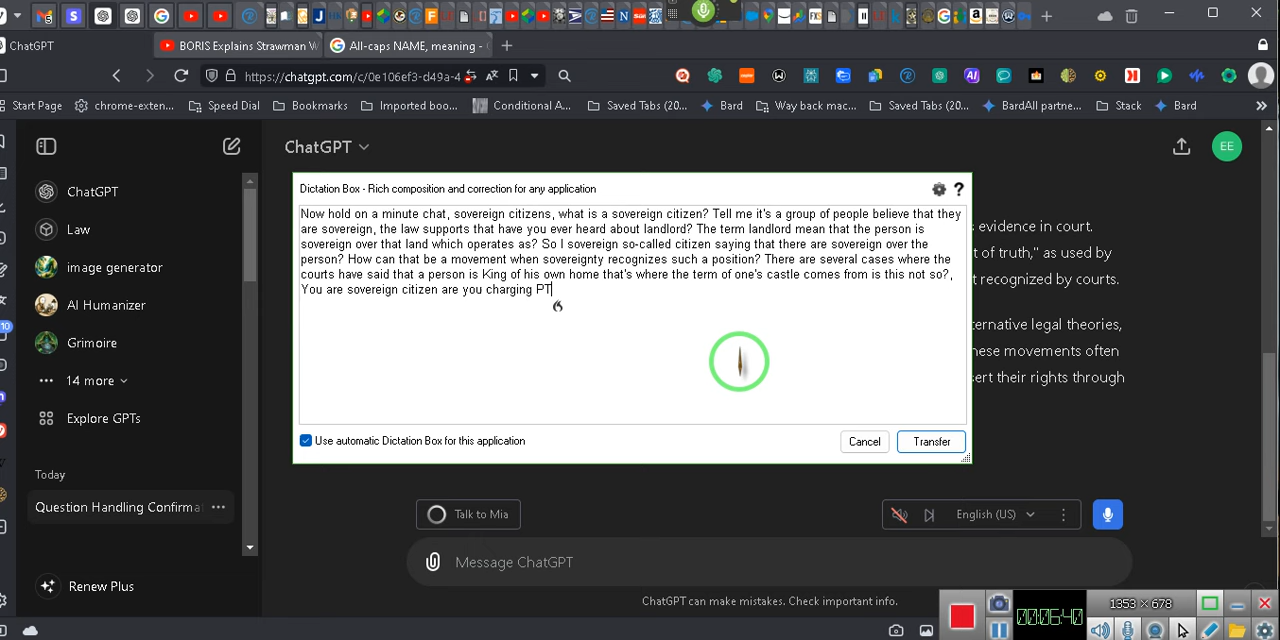 ChatGPT
BORIS Explains Strawman W
All-caps NAME, meaning -
https://chatgpt.com/c/0e106ef3-d49a-4
Start Page
chrome-exten...
Speed Dial
Bookmarks
Imported boo...
Conditional A...
Saved Tabs (20...
Bard
Way back mac...
Saved Tabs (20...
BardAll partne...
Stack
Bard
ChatGPT
EE
ChatGPT
Law
image generator
AI Humanizer
Grimoire
14 more
Explore GPTs
Today
Question Handling Confirma
Renew Plus
Dictation Box - Rich composition and correction for any application
Now hold on a minute chat, sovereign citizens, what is a sovereign citizen? Tell me it's a group of people believe that they
are sovereign, the law supports that have you ever heard about landlord? The term landlord mean that the person is
sovereign over that land which operates as? So I sovereign so-called citizen saying that there are sovereign over the
person? How can that be a movement when sovereignty recognizes such a position? There are several cases where the
courts have said that a person is King of his own home that's where the term of one's castle comes from is this not so?,
You are sovereign citizen are you charging PT
Use automatic Dictation Box for this application
Cancel
Transfer
s evidence in court.
t of truth," as used by
t recognized by courts.
ternative legal theories,
hese movements often
sert their rights through
Talk to Mia
English (US)
Message ChatGPT
ChatGPT can make mistakes. Check important info.
00:06:40
1353 × 678